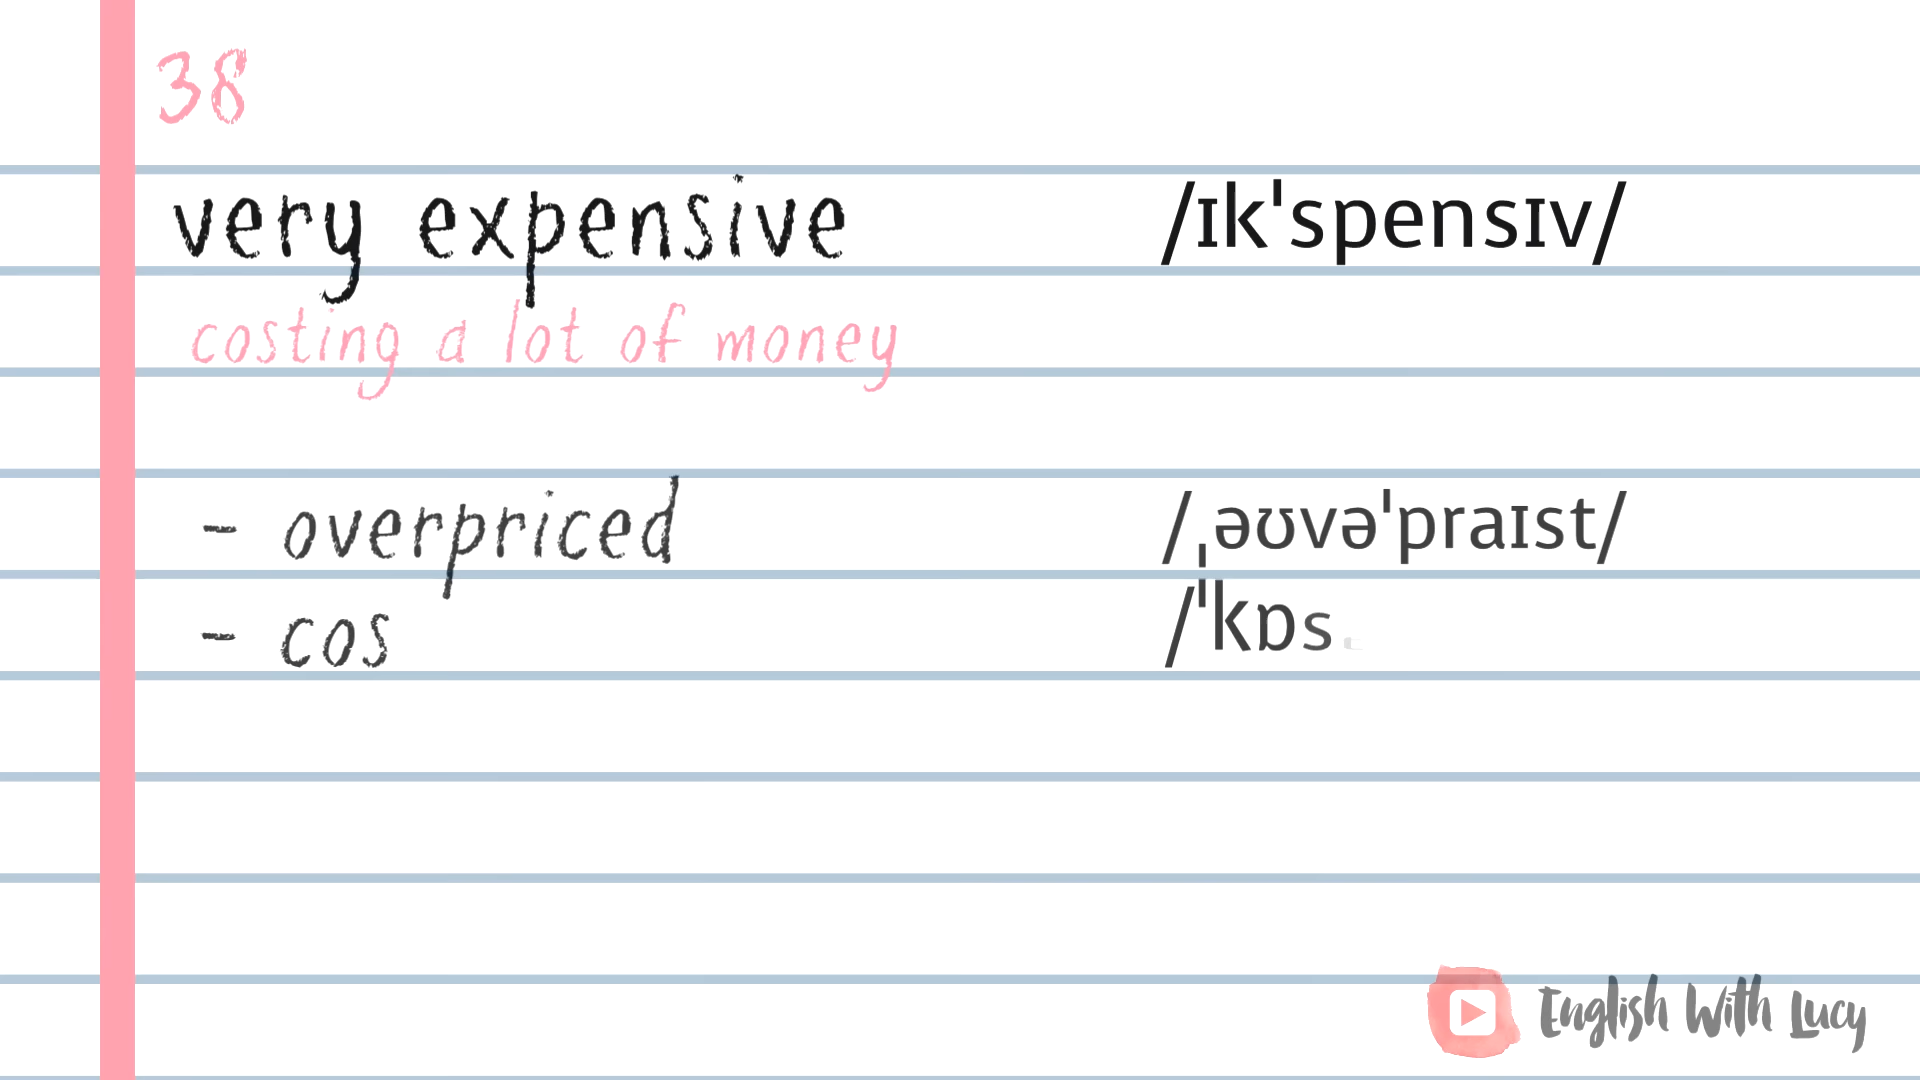 38
very expensive /ɪkˈspensɪv/
costing a lot of money
- overpriced /ˌəʊvəˈpraɪst/
- cos /ˈkɒs
English With Lucy